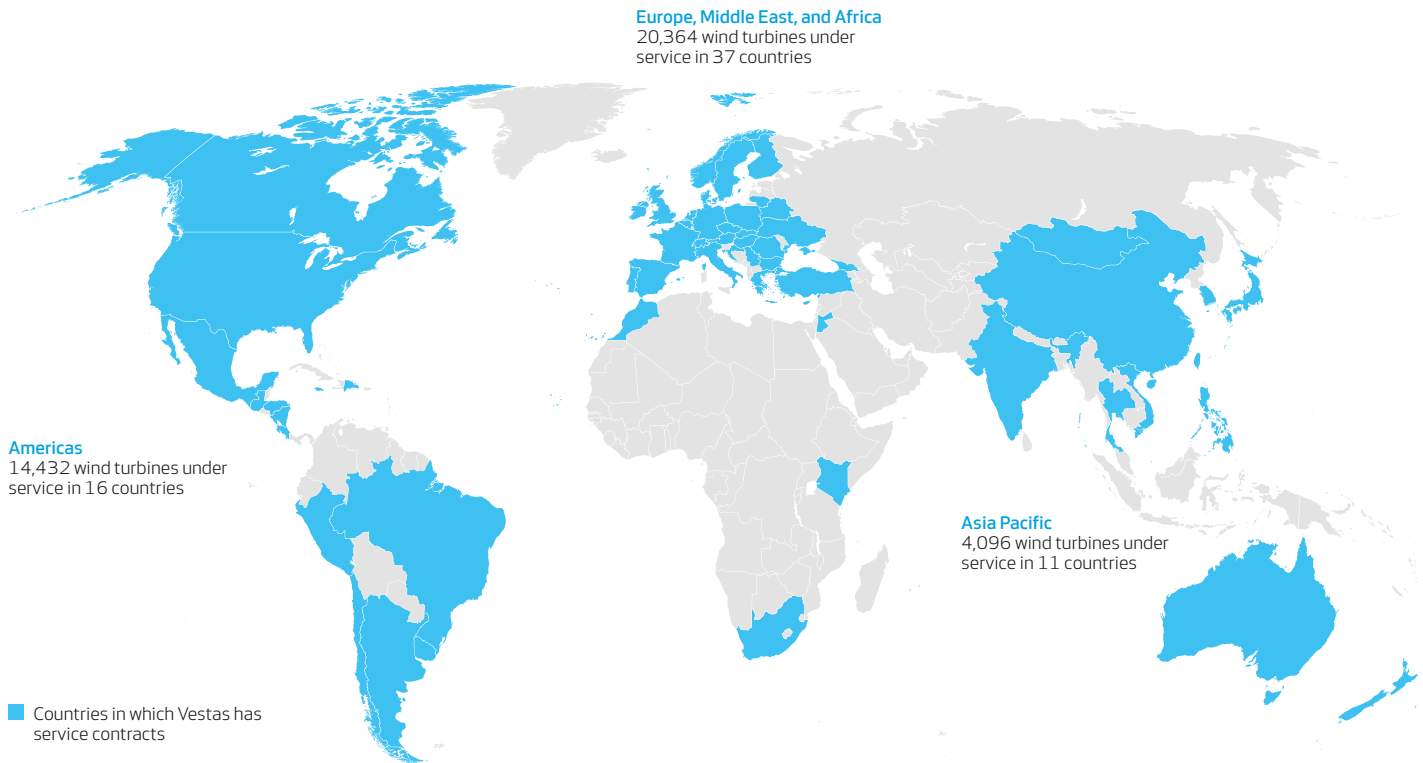 Europe, Middle East, and Africa
20,364 wind turbines under
service in 37 countries
Americas
14,432 wind turbines under
service in 16 countries
Asia Pacific
4,096 wind turbines under
service in 11 countries
Countries in which Vestas has
service contracts